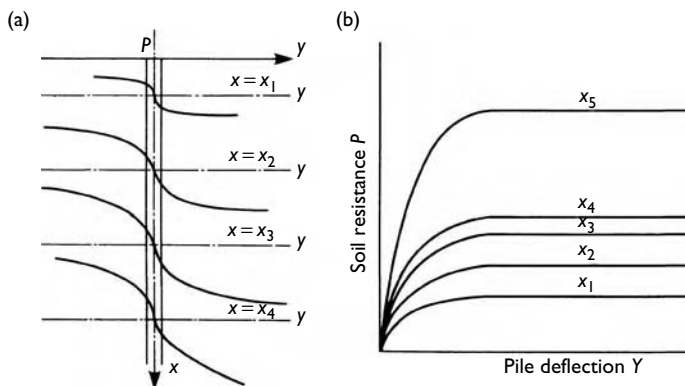 (a)
P
y
x = x1
y
x = x2
y
x = x3
y
x = x4
y
x
(b)
Soil resistance P
x5
x4
x3
x2
x1
Pile deflection Y